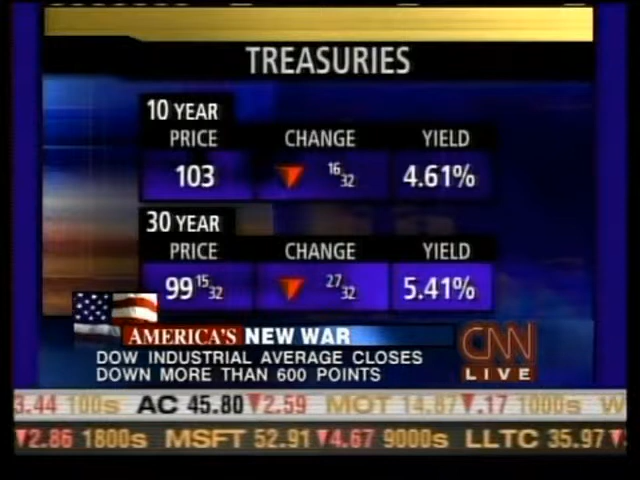 TREASURIES
10 YEAR
PRICE CHANGE YIELD
103 ▼ 16/32 4.61%
30 YEAR
PRICE CHANGE YIELD
99 15/32 ▼ 27/32 5.41%
AMERICA'S NEW WAR
DOW INDUSTRIAL AVERAGE CLOSES
DOWN MORE THAN 600 POINTS
CNN
LIVE
3.44 100s AC 45.80▼2.59 MOT 14.87▼.17 1000s W
▼2.86 1800s MSFT 52.91▼4.67 9000s LLTC 35.97▼